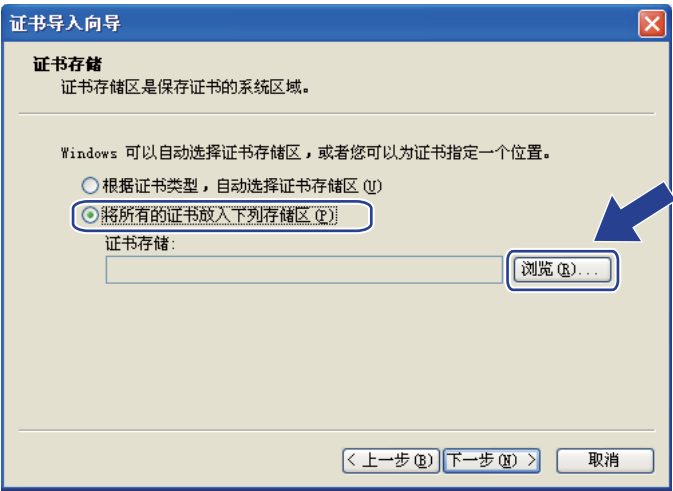 证书导入向导
证书存储
证书存储区是保存证书的系统区域。
Windows 可以自动选择证书存储区，或者您可以为证书指定一个位置。
根据证书类型，自动选择证书存储区(U)
将所有的证书放入下列存储区(P)
证书存储:
浏览(R)...
< 上一步(B) 下一步(N) > 取消